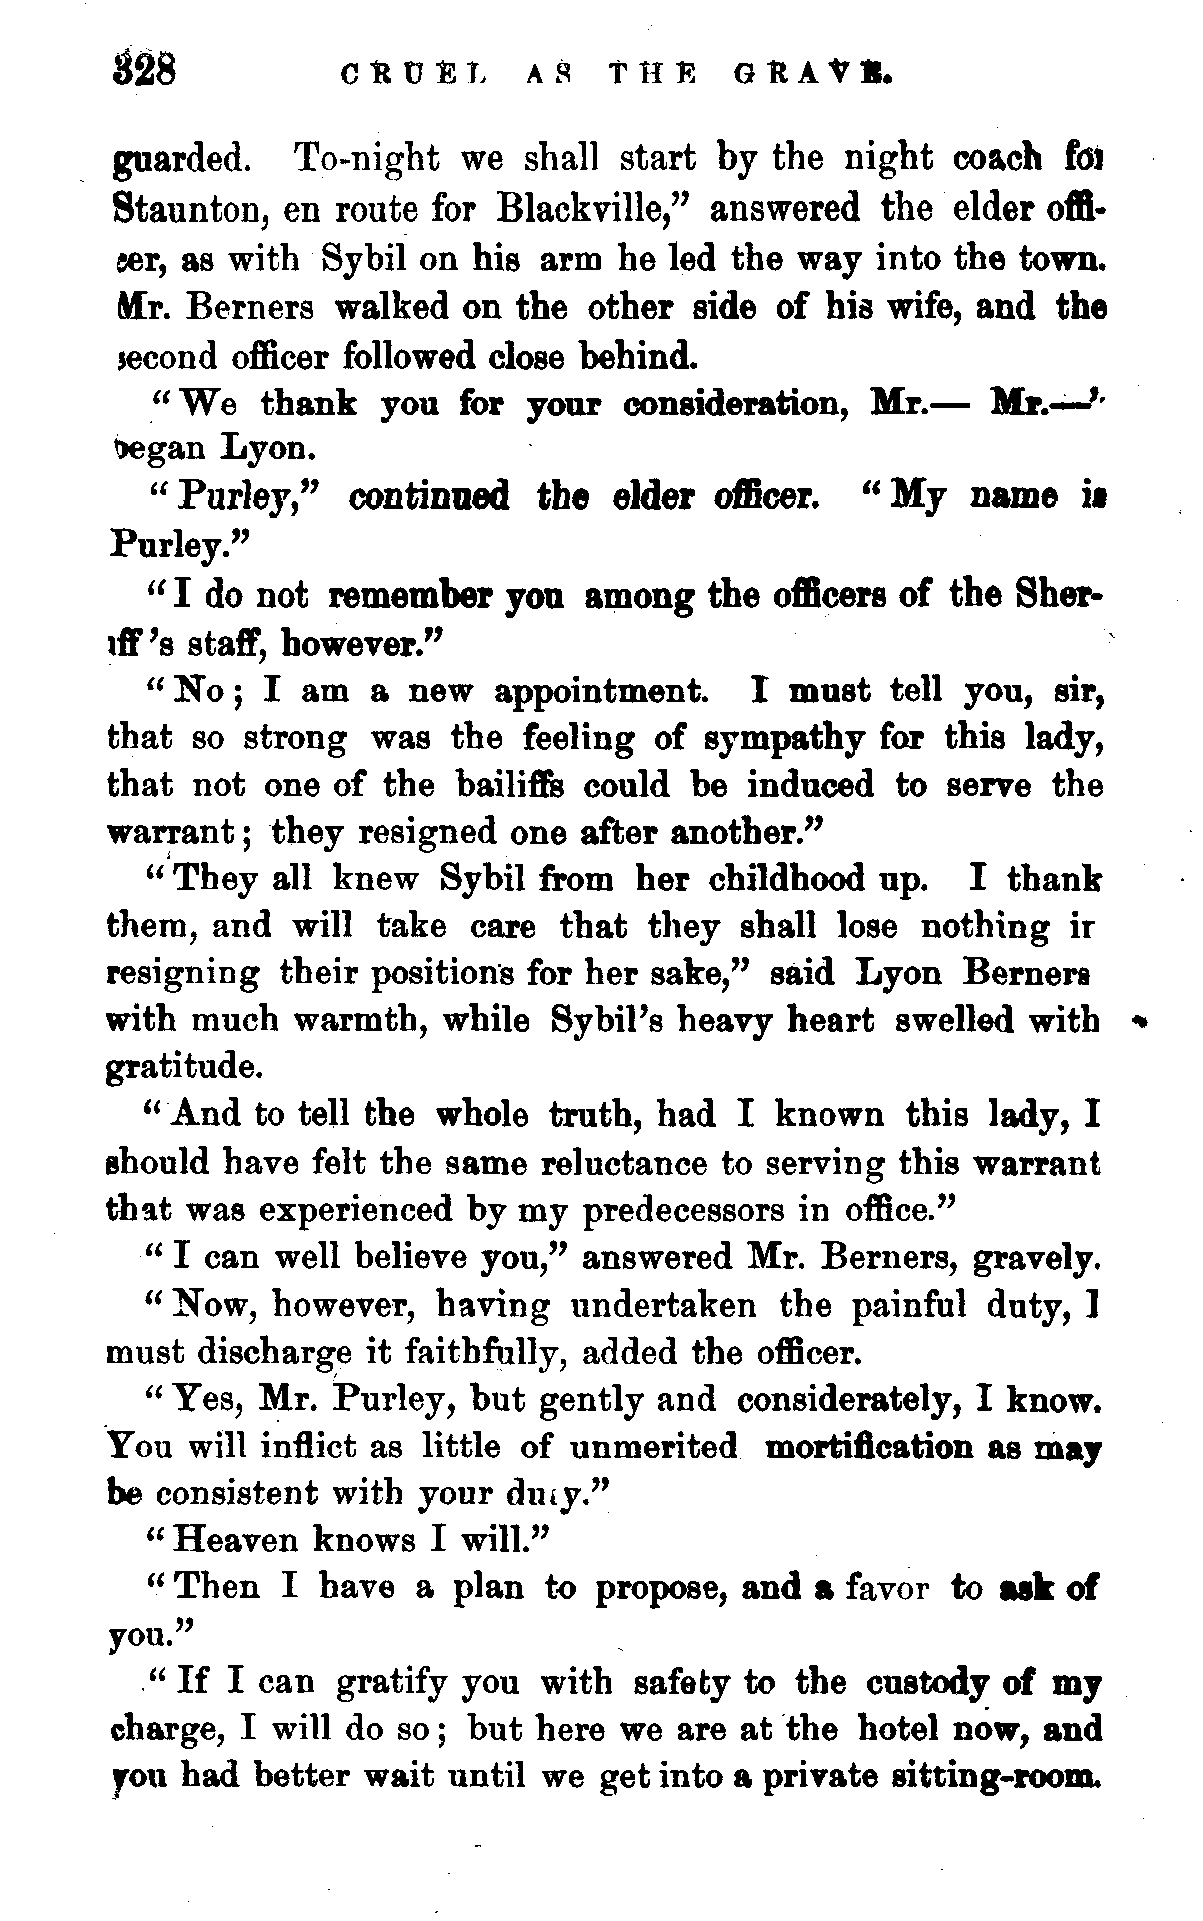 328 CRUEL AS THE GRAVE.
guarded. To-night we shall start by the night coach for
Staunton, en route for Blackville,” answered the elder offi-
cer, as with Sybil on his arm he led the way into the town.
Mr. Berners walked on the other side of his wife, and the
second officer followed close behind.
“We thank you for your consideration, Mr.— Mr.—”
began Lyon.
“Purley,” continued the elder officer. “My name is
Purley.”
“I do not remember you among the officers of the Sher-
iff’s staff, however.”
“No; I am a new appointment. I must tell you, sir,
that so strong was the feeling of sympathy for this lady,
that not one of the bailiffs could be induced to serve the
warrant; they resigned one after another.”
“They all knew Sybil from her childhood up. I thank
them, and will take care that they shall lose nothing in
resigning their positions for her sake,” said Lyon Berners
with much warmth, while Sybil’s heavy heart swelled with
gratitude.
“And to tell the whole truth, had I known this lady, I
should have felt the same reluctance to serving this warrant
that was experienced by my predecessors in office.”
“I can well believe you,” answered Mr. Berners, gravely.
“Now, however, having undertaken the painful duty, I
must discharge it faithfully, added the officer.
“Yes, Mr. Purley, but gently and considerately, I know.
You will inflict as little of unmerited mortification as may
be consistent with your duty.”
“Heaven knows I will.”
“Then I have a plan to propose, and a favor to ask of
you.”
“If I can gratify you with safety to the custody of my
charge, I will do so; but here we are at the hotel now, and
you had better wait until we get into a private sitting-room.